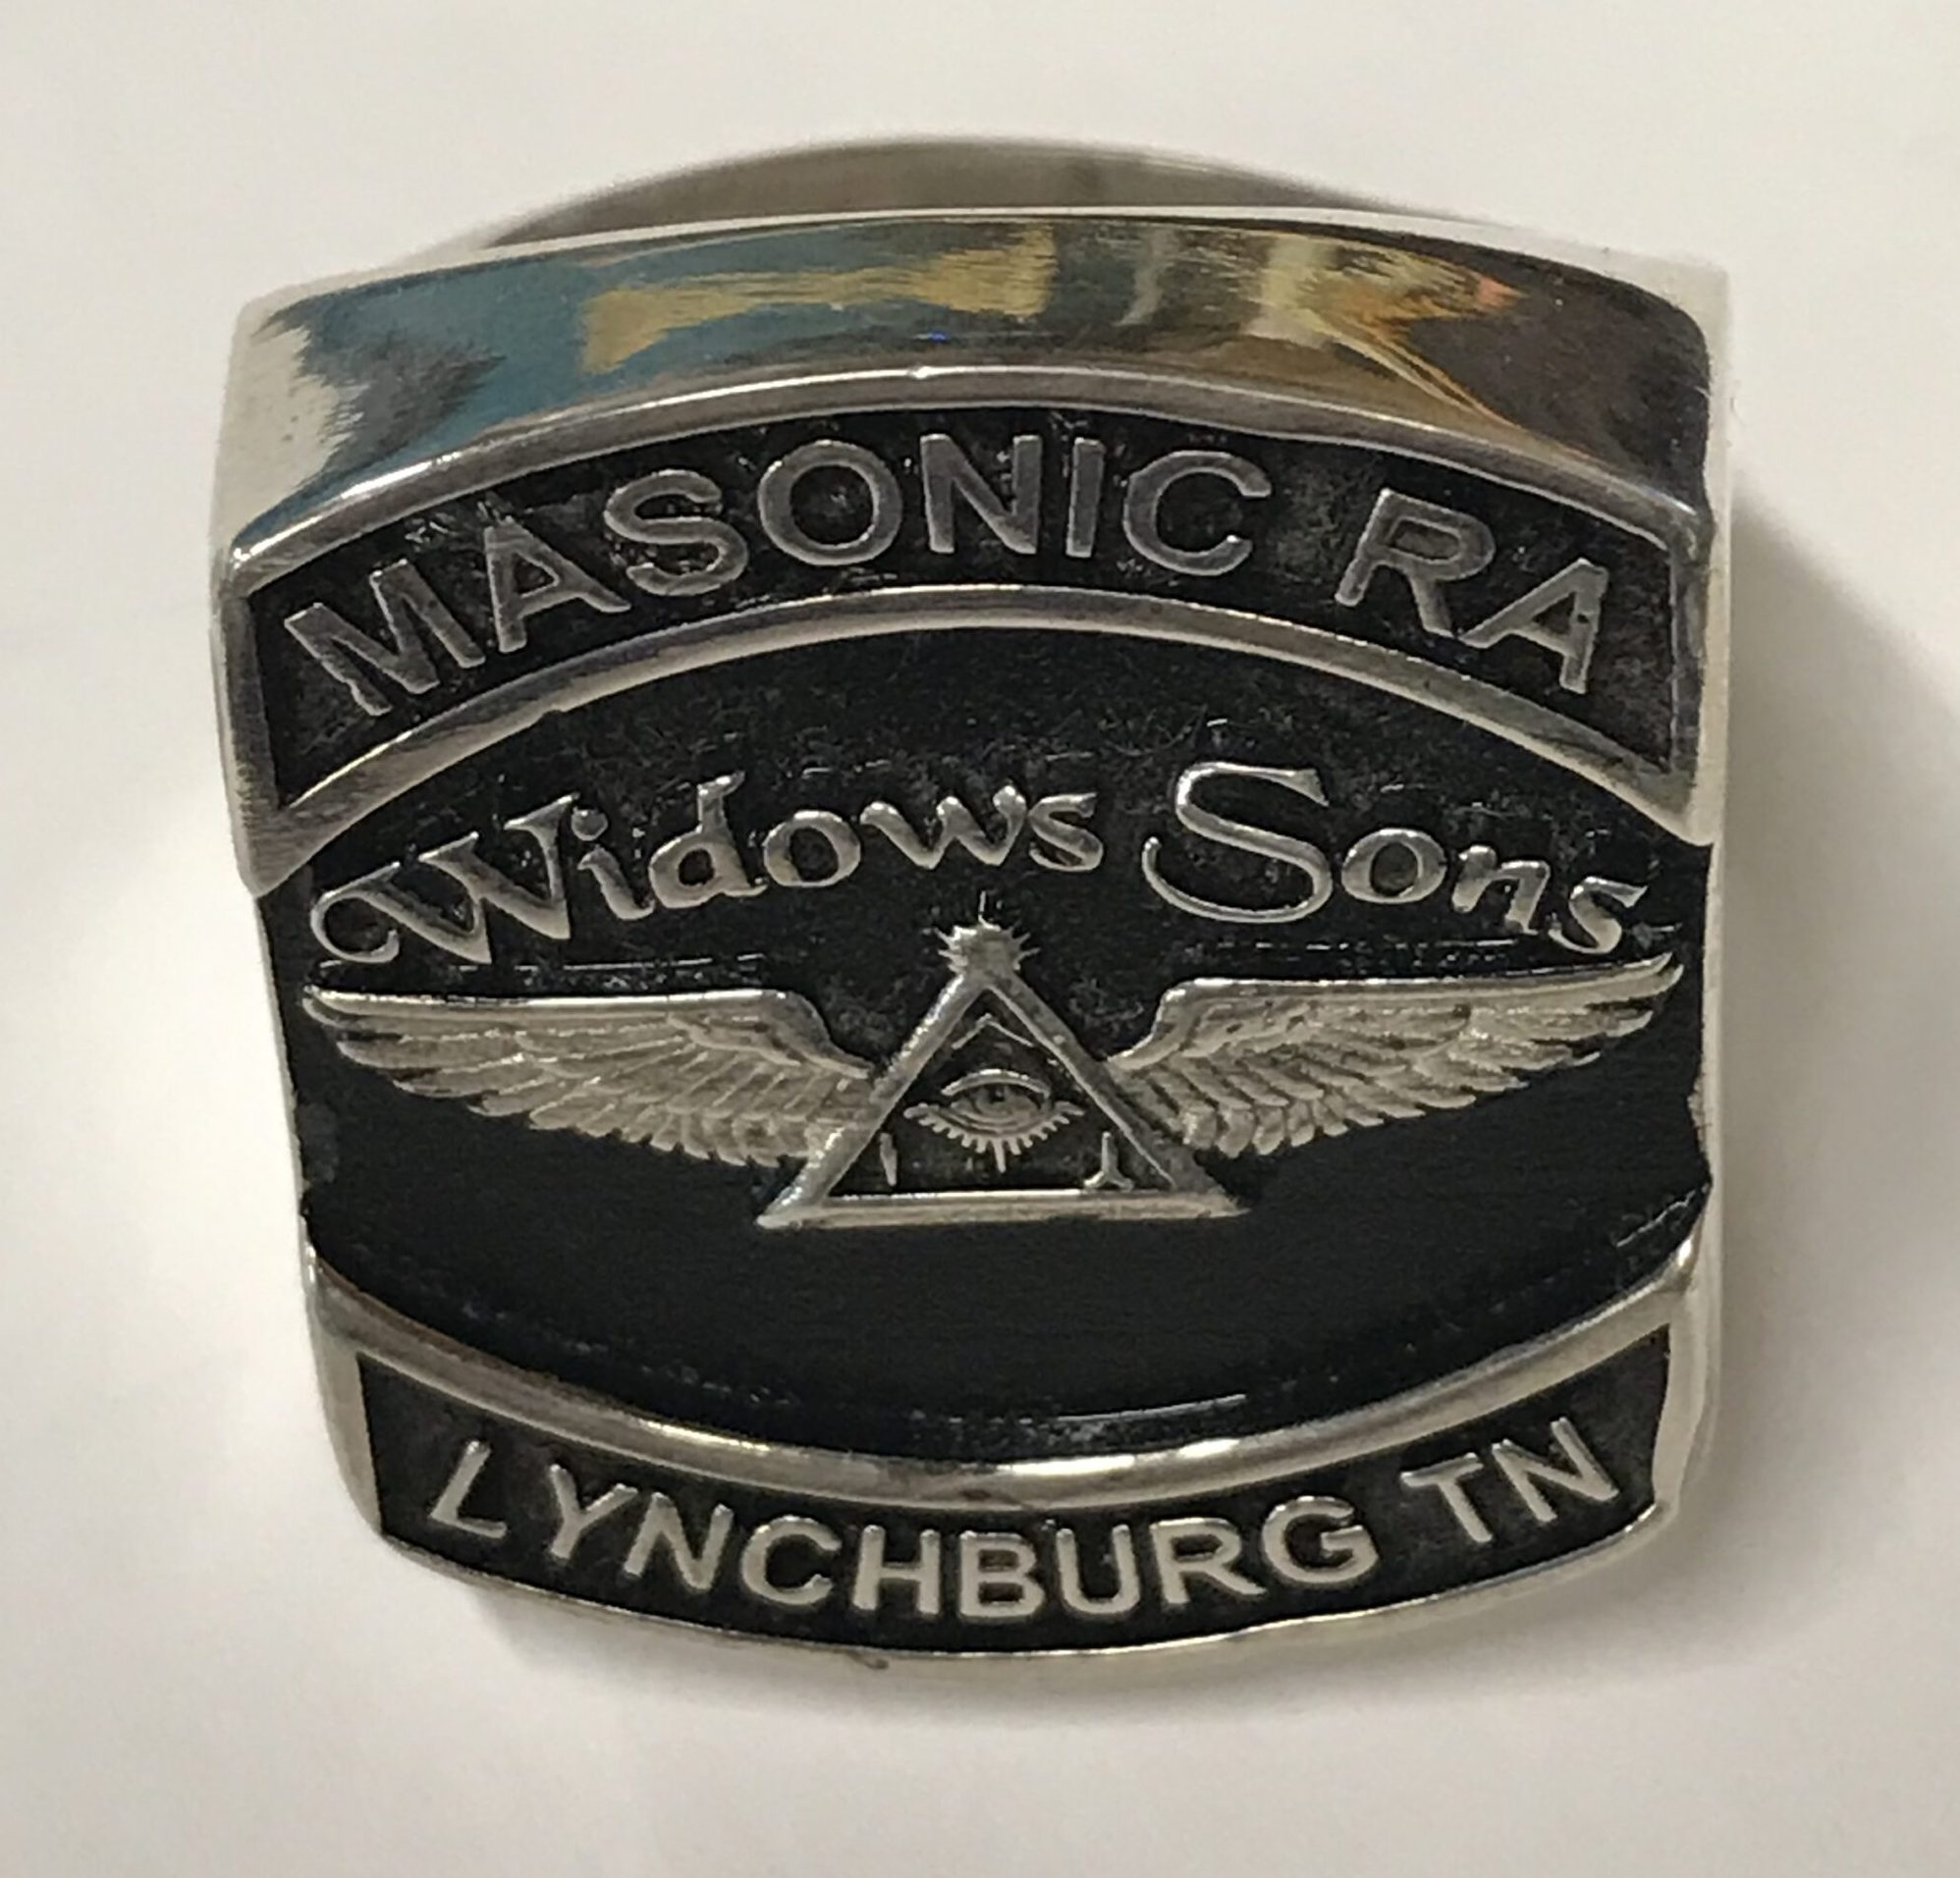 MASONIC RA
Widows Sons
LYNCHBURG TN